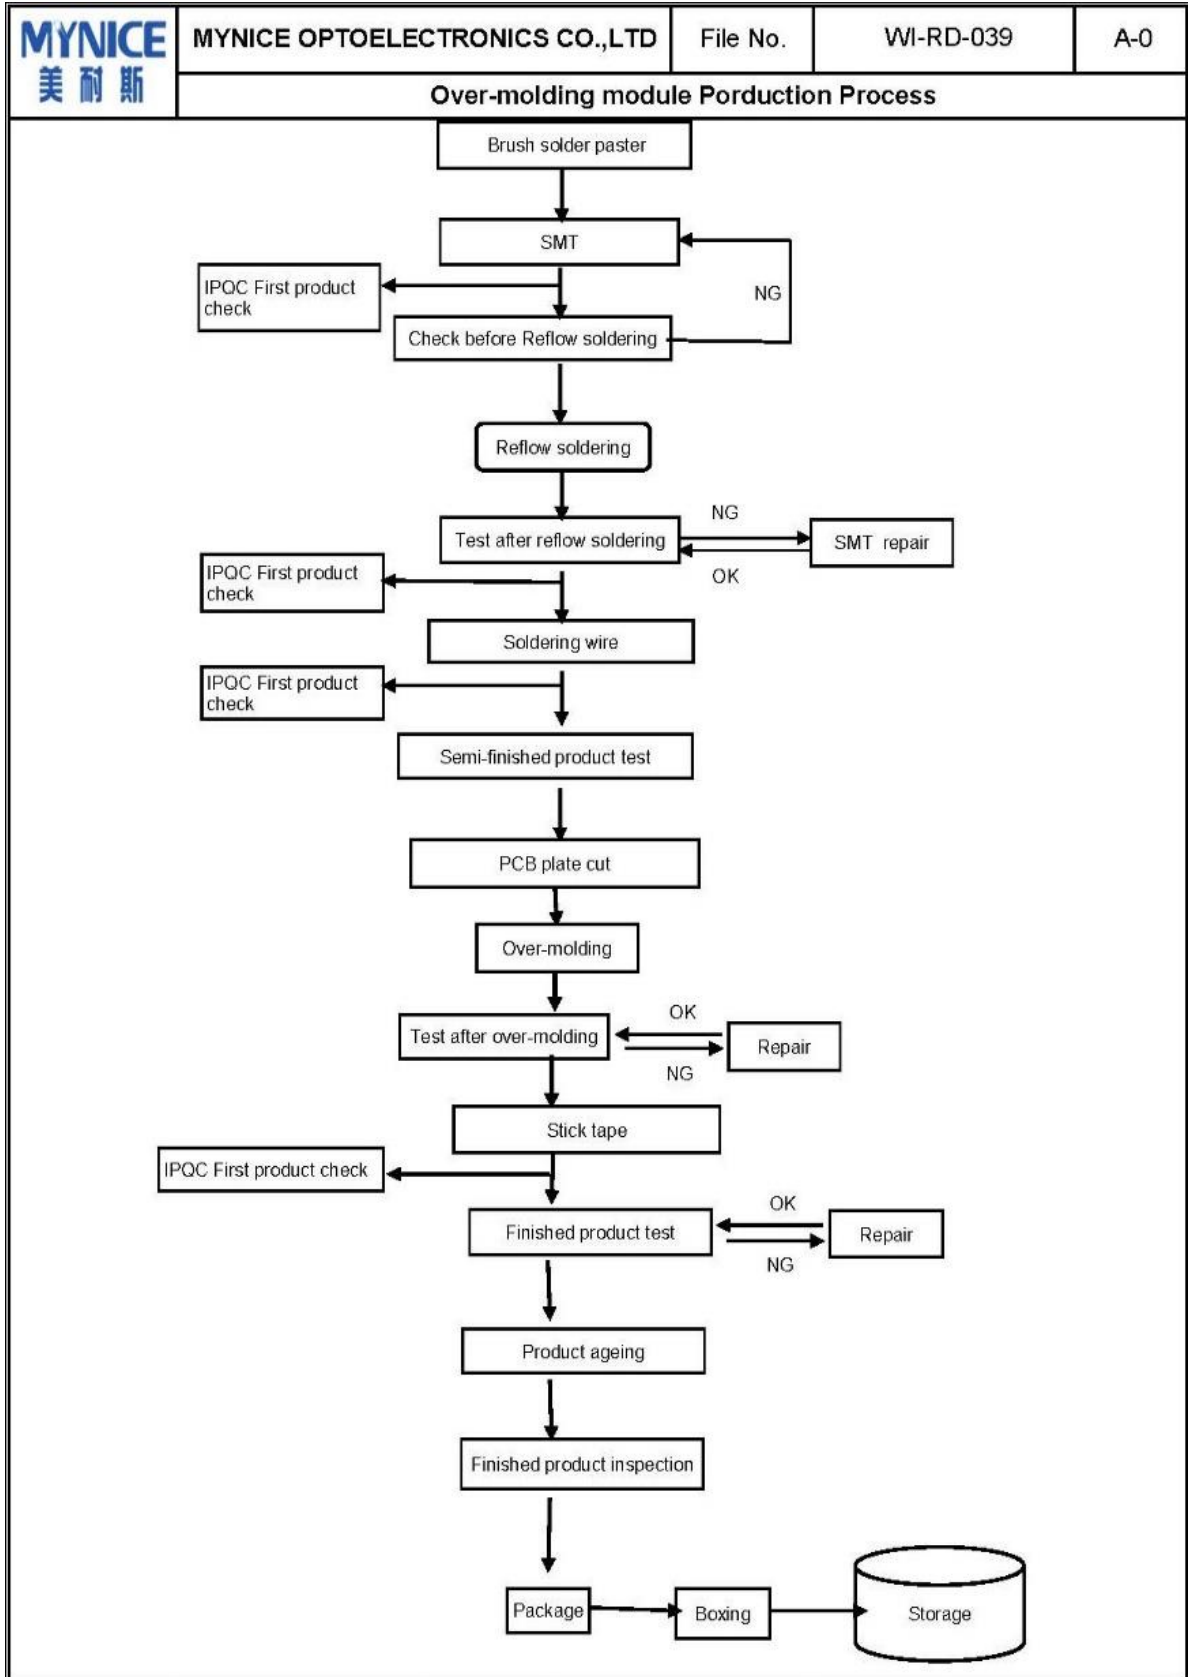 MYNICE
美耐斯
MYNICE OPTOELECTRONICS CO.,LTD
File No.
WI-RD-039
A-0
Over-molding module Porduction Process
Brush solder paster
SMT
NG
IPQC First product
check
Check before Reflow soldering
Reflow soldering
Test after reflow soldering
NG
OK
SMT repair
IPQC First product
check
Soldering wire
IPQC First product
check
Semi-finished product test
PCB plate cut
Over-molding
Test after over-molding
OK
NG
Repair
Stick tape
IPQC First product check
Finished product test
OK
NG
Repair
Product ageing
Finished product inspection
Package
Boxing
Storage